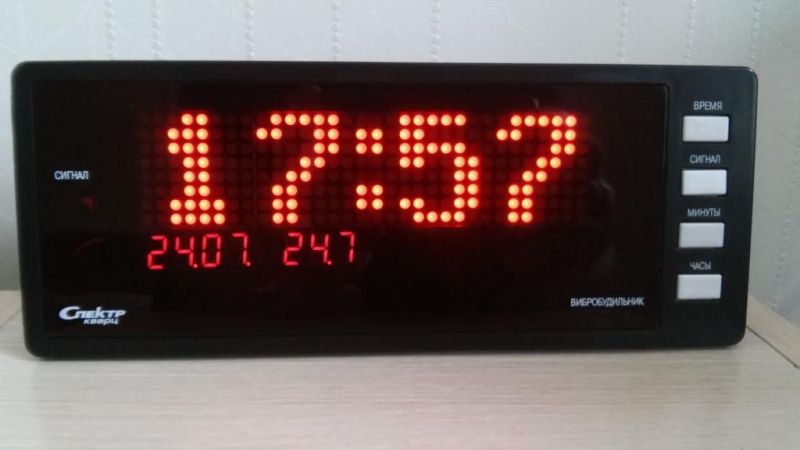 ВРЕМЯ
17:57
СИГНАЛ
СИГНАЛ
МИНУТЫ
24.07. 24.7
ЧАСЫ
ВИБРОБУДИЛЬНИК
Спектр
кварц